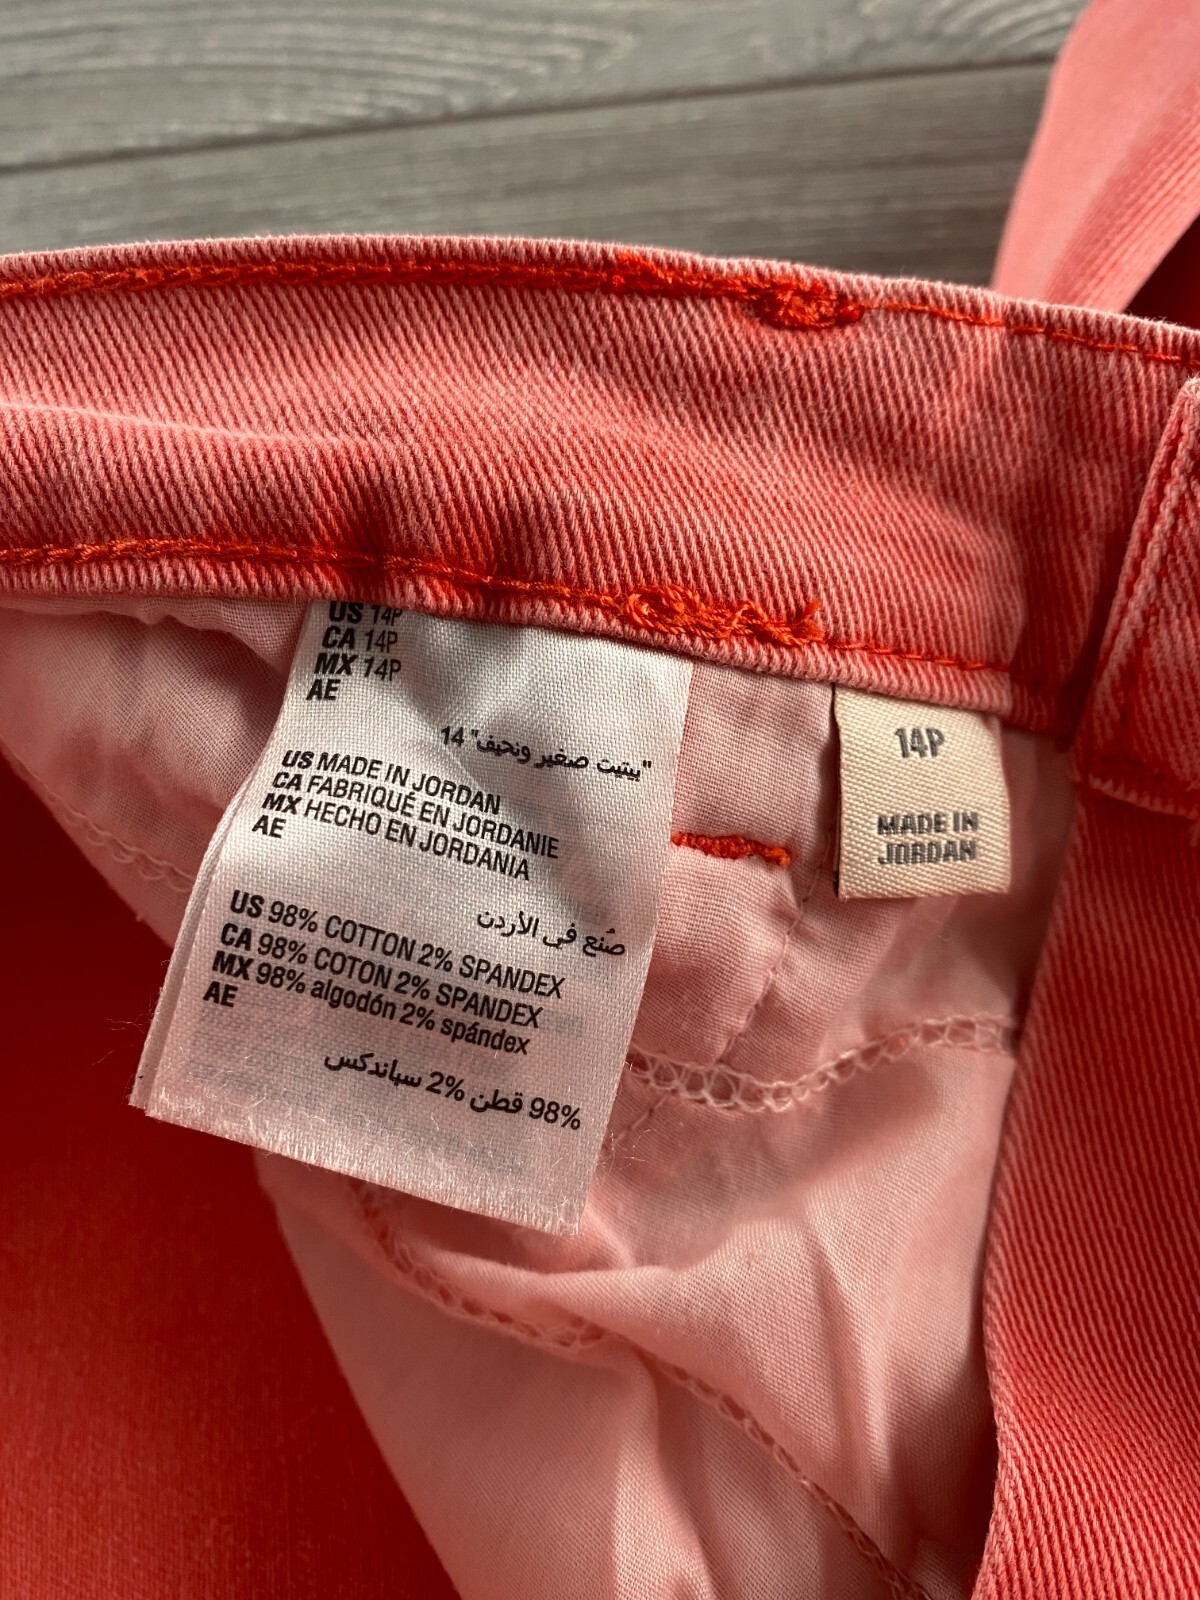 US 14P
CA 14P
MX 14P
AE
"بيتيت صغير ونحيف" 14
US MADE IN JORDAN
CA FABRIQUÉ EN JORDANIE
MX HECHO EN JORDANIA
AE
صُنع في الأردن
US 98% COTTON 2% SPANDEX
CA 98% COTON 2% SPANDEX
MX 98% algodón 2% spándex
AE
98% قطن 2% سباندكس
14P
MADE IN
JORDAN